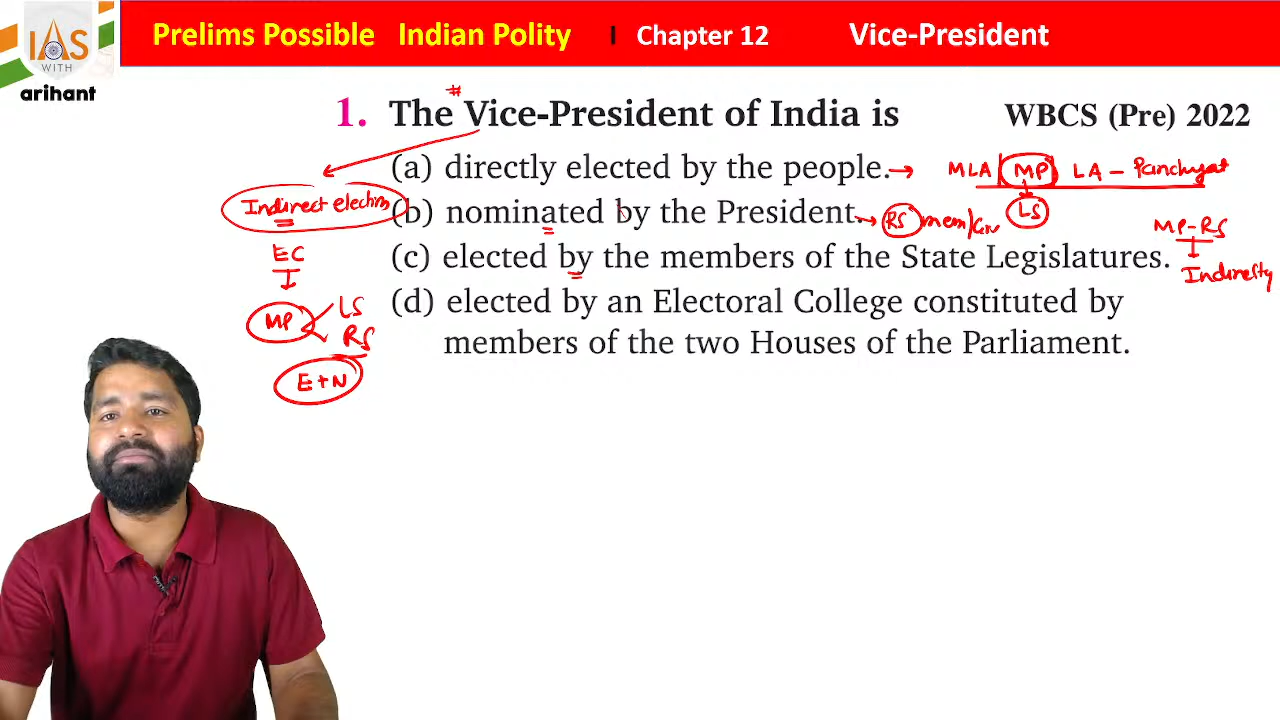 IAS
WITH
arihant
Prelims Possible Indian Polity | Chapter 12 Vice-President
#
1. The Vice-President of India is WBCS (Pre) 2022
(a) directly elected by the people. → MLA | MP | LA - Panchyat
LS
Indirect election
(b) nominated by the President. → RS mem/Gov
MP-RS
Indirectly
(c) elected by the members of the State Legislatures.
EC
(d) elected by an Electoral College constituted by
members of the two Houses of the Parliament.
MP
LS
RS
E+N